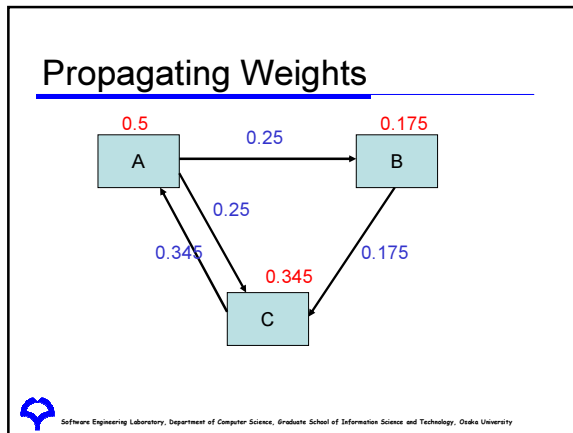 Propagating Weights
0.5
0.175
0.25
A
B
0.25
0.345
0.175
0.345
C
Software Engineering Laboratory, Department of Computer Science, Graduate School of Information Science and Technology, Osaka University